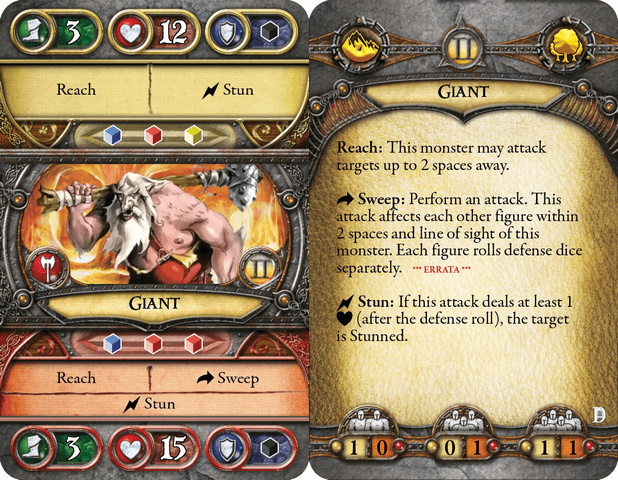 3
12
Reach
Stun
II
GIANT
Reach
Sweep
Stun
3
15
II
GIANT
Reach: This monster may attack
targets up to 2 spaces away.
Sweep: Perform an attack. This
attack affects each other figure within
2 spaces and line of sight of this
monster. Each figure rolls defense dice
separately. *** ERRATA ***
Stun: If this attack deals at least 1
(after the defense roll), the target
is Stunned.
1 0 0 1 1 1